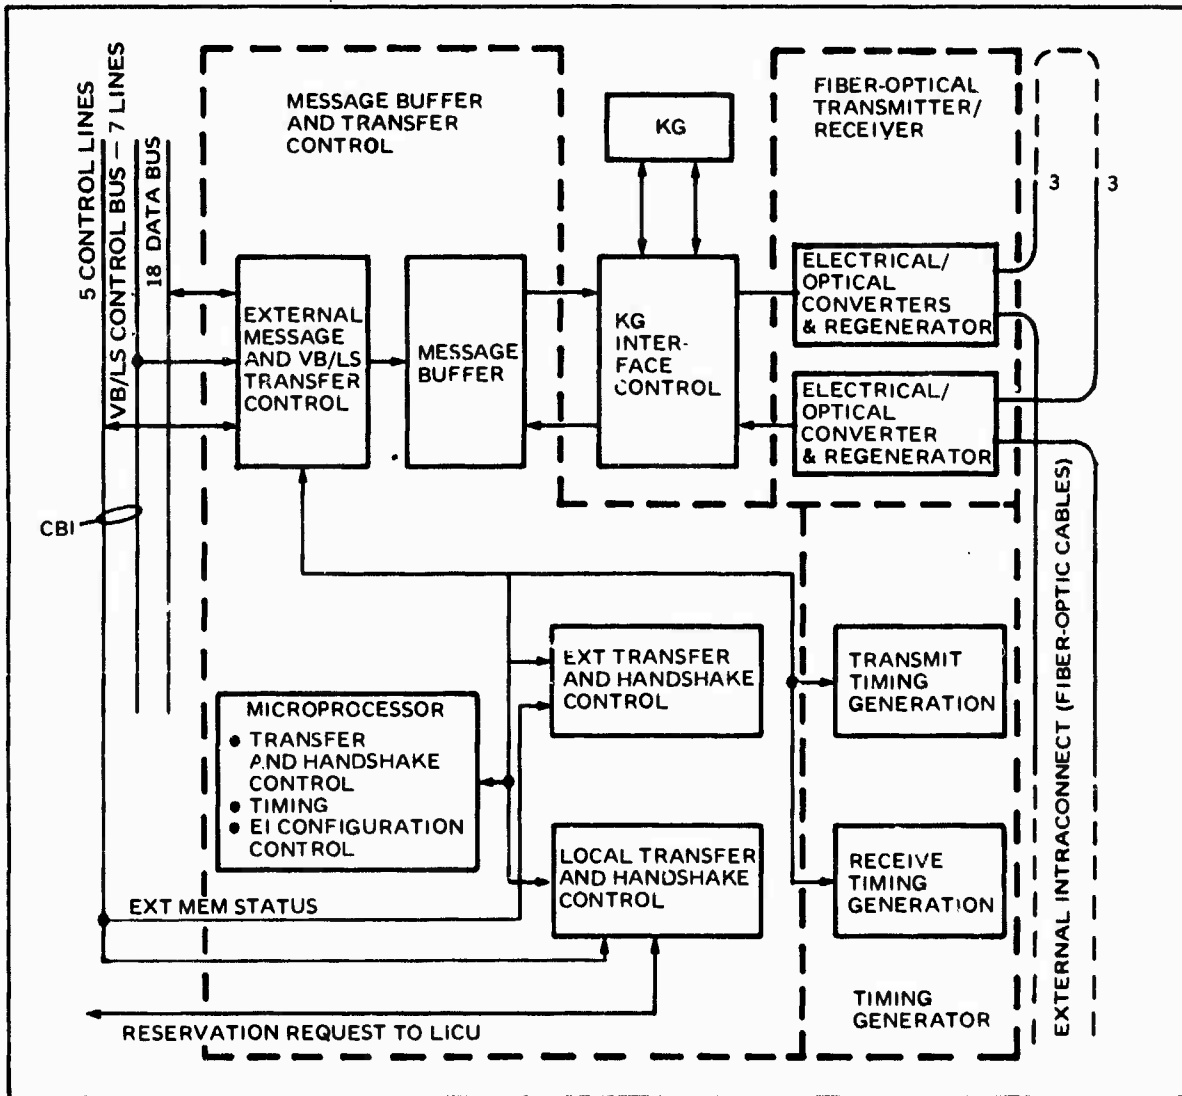 5 CONTROL LINES
VB/LS CONTROL BUS — 7 LINES
18 DATA BUS
MESSAGE BUFFER
AND TRANSFER
CONTROL
KG
FIBER-OPTICAL
TRANSMITTER/
RECEIVER
3
3
EXTERNAL
MESSAGE
AND VB/LS
TRANSFER
CONTROL
MESSAGE
BUFFER
KG
INTER-
FACE
CONTROL
ELECTRICAL/
OPTICAL
CONVERTERS
& REGENERATOR
ELECTRICAL/
OPTICAL
CONVERTER
& REGENERATOR
CBI
EXTERNAL INTRACONNECT (FIBER-OPTIC CABLES)
EXT TRANSFER
AND HANDSHAKE
CONTROL
TRANSMIT
TIMING
GENERATION
MICROPROCESSOR
● TRANSFER
AND HANDSHAKE
CONTROL
● TIMING
● EI CONFIGURATION
CONTROL
LOCAL TRANSFER
AND HANDSHAKE
CONTROL
RECEIVE
TIMING
GENERATION
EXT MEM STATUS
RESERVATION REQUEST TO LICU
TIMING
GENERATOR